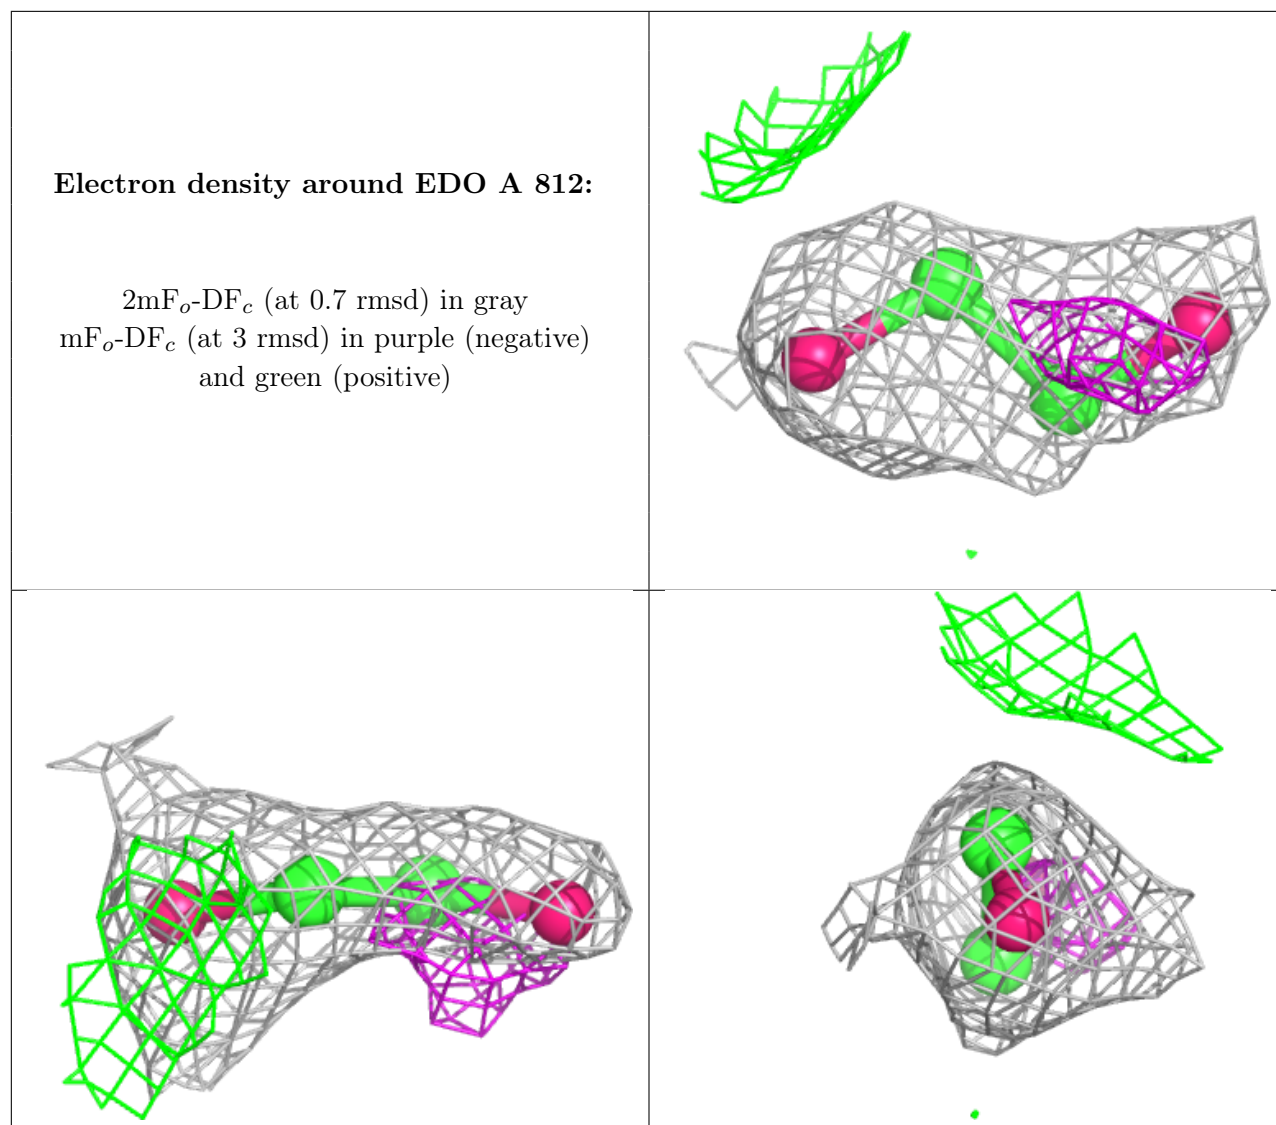 Electron density around EDO A 812:
2mFo-DFc (at 0.7 rmsd) in gray
mFo-DFc (at 3 rmsd) in purple (negative)
and green (positive)